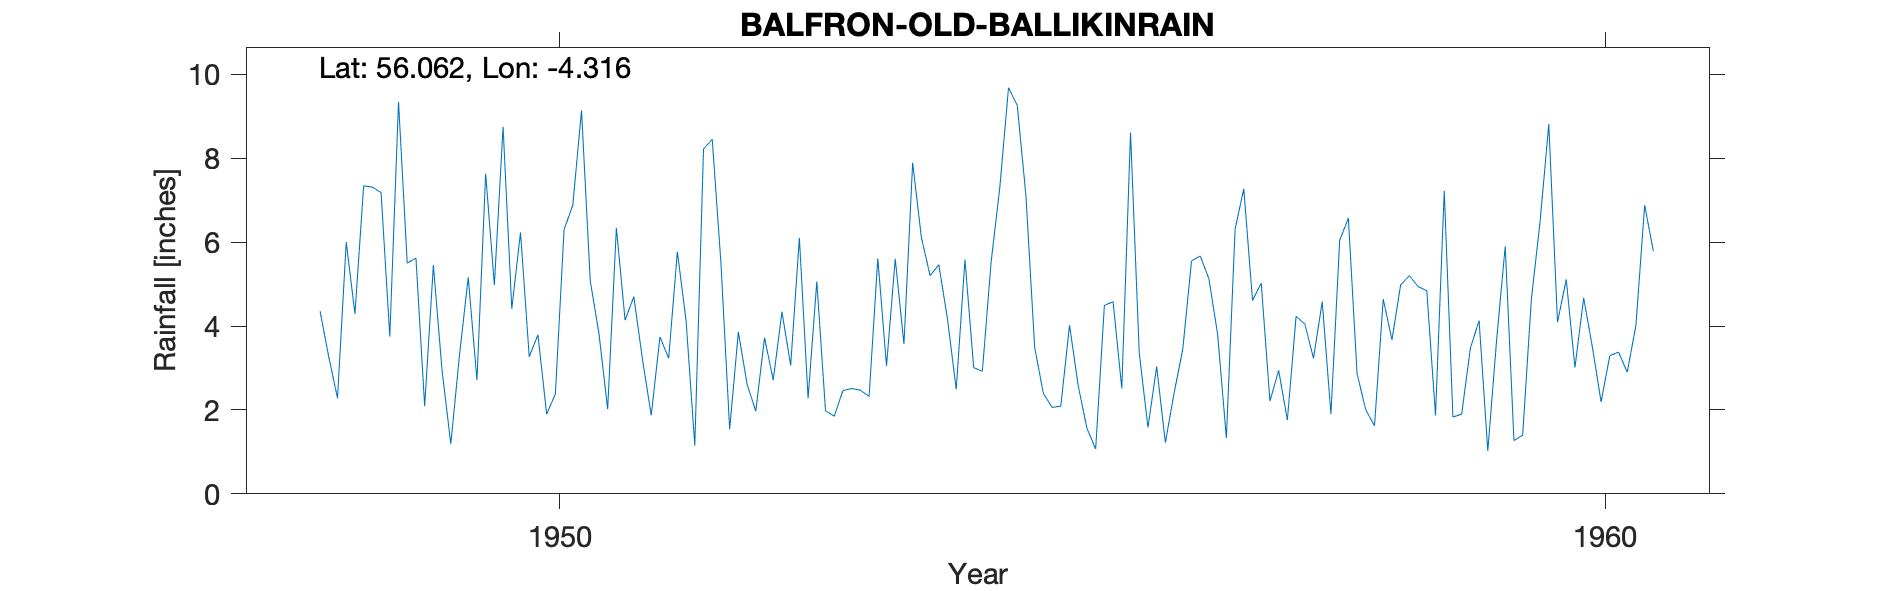 BALFRON-OLD-BALLIKINRAIN
Lat: 56.062, Lon: -4.316
10
8
6
4
2
0
Rainfall [inches]
1950
1960
Year